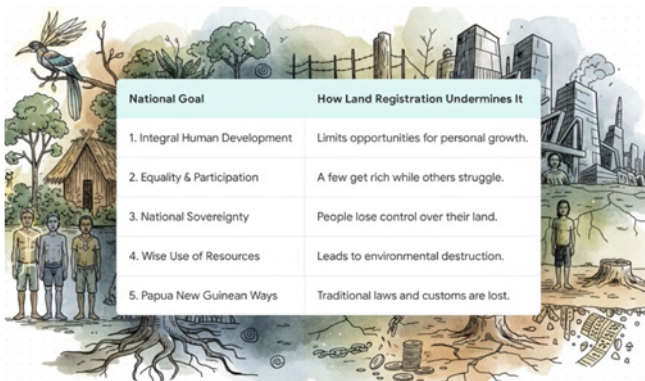 National Goal
How Land Registration Undermines It
1. Integral Human Development
Limits opportunities for personal growth.
2. Equality & Participation
A few get rich while others struggle.
3. National Sovereignty
People lose control over their land.
4. Wise Use of Resources
Leads to environmental destruction.
5. Papua New Guinean Ways
Traditional laws and customs are lost.